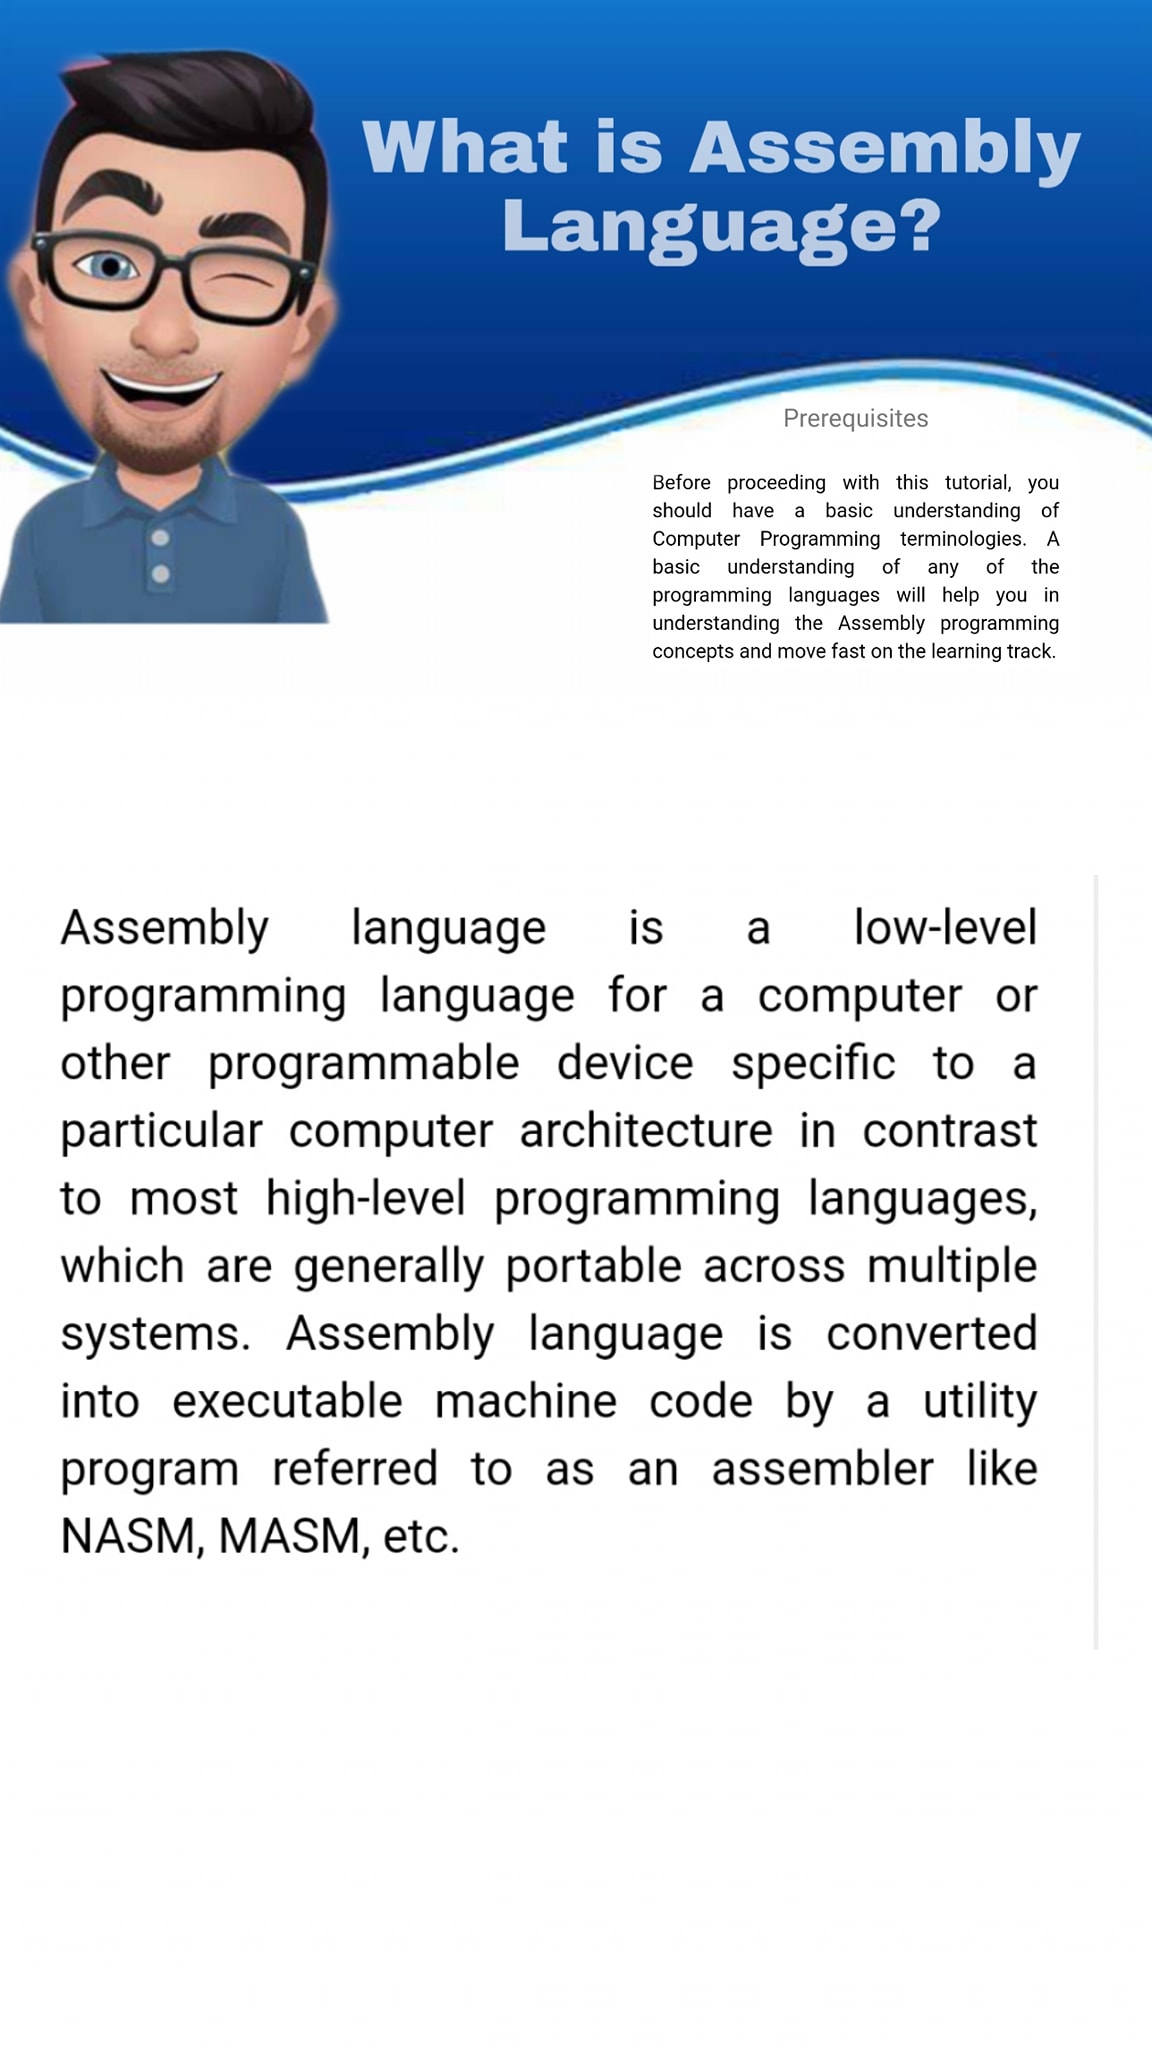 What is Assembly
Language?
Prerequisites
Before proceeding with this tutorial, you
should have a basic understanding of
Computer Programming terminologies. A
basic understanding of any of the
programming languages will help you in
understanding the Assembly programming
concepts and move fast on the learning track.
Assembly language is a low-level
programming language for a computer or
other programmable device specific to a
particular computer architecture in contrast
to most high-level programming languages,
which are generally portable across multiple
systems. Assembly language is converted
into executable machine code by a utility
program referred to as an assembler like
NASM, MASM, etc.